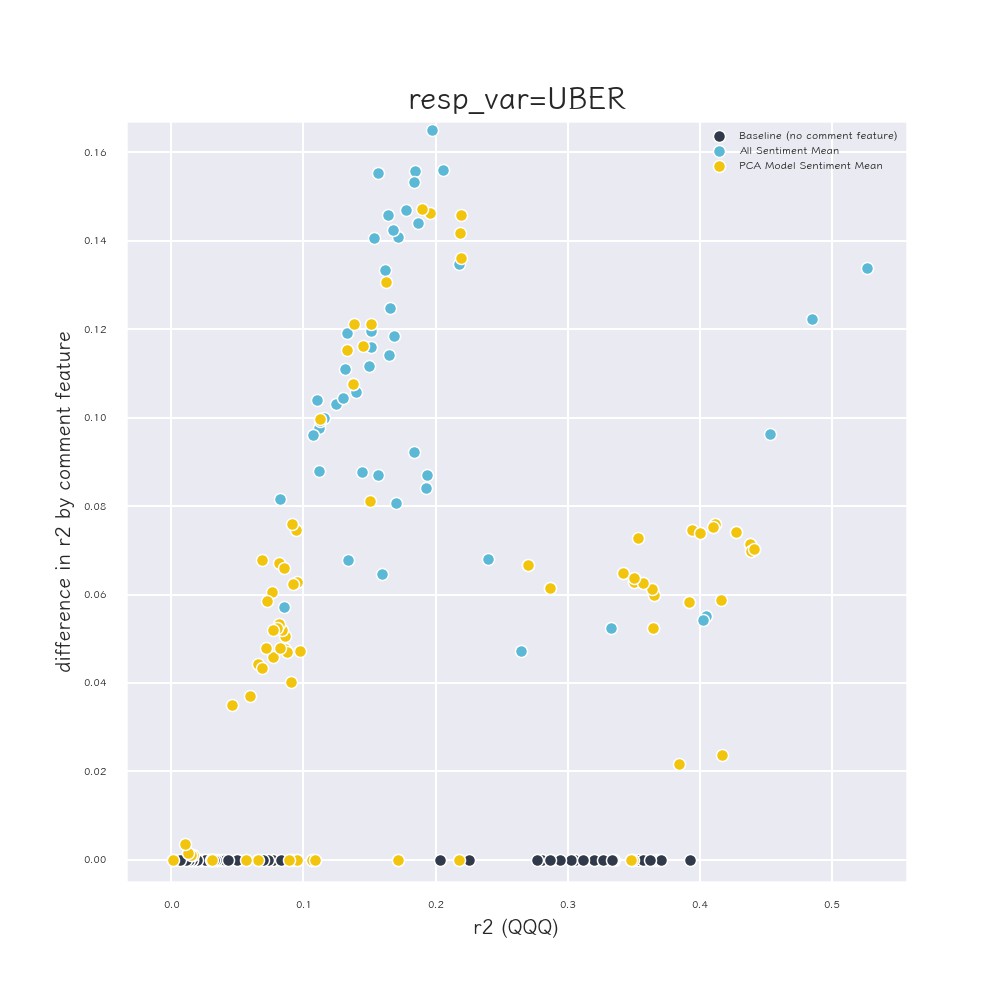 resp_var=UBER
Baseline (no comment feature)
All Sentiment Mean
PCA Model Sentiment Mean
difference in r2 by comment feature
0.16
0.14
0.12
0.10
0.08
0.06
0.04
0.02
0.00
0.0 0.1 0.2 0.3 0.4 0.5
r2 (QQQ)